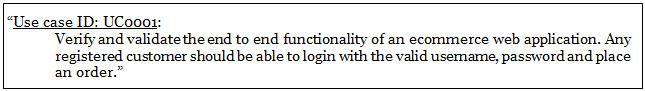 “Use case ID: UC0001:
Verify and validate the end to end functionality of an ecommerce web application. Any
registered customer should be able to login with the valid username, password and place
an order.”